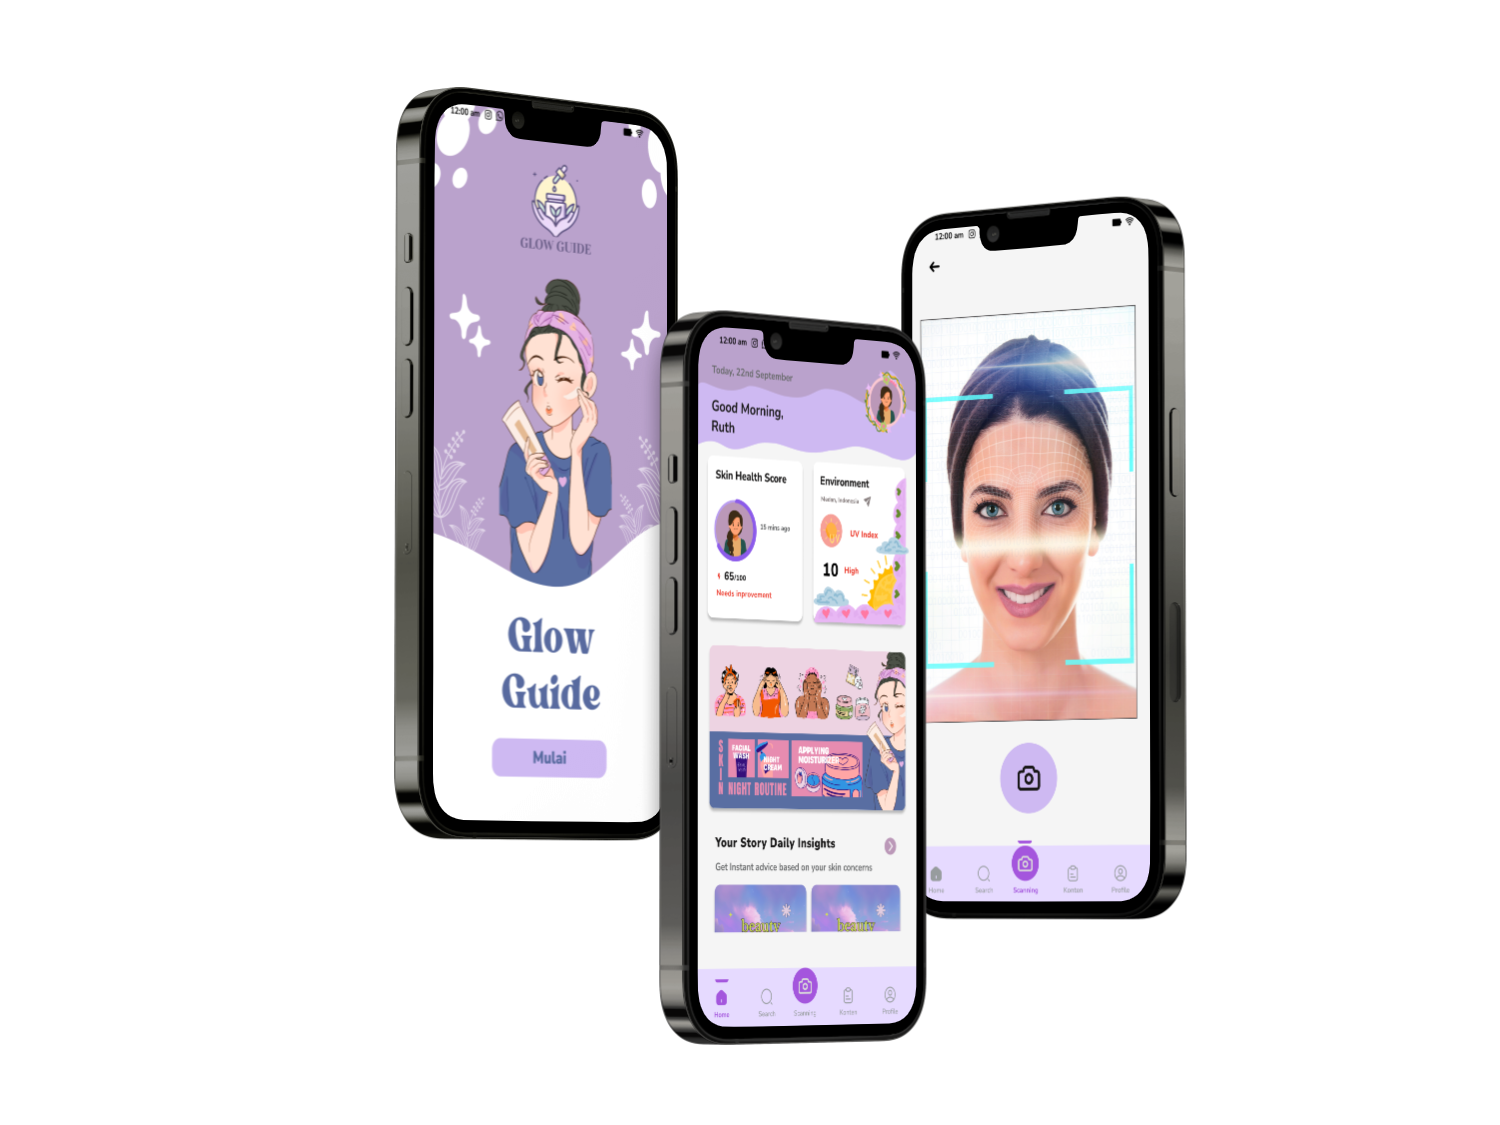 12:00 am
GLOW GUIDE
Glow
Guide
Mulai
12:00 am
Today, 22nd September
Good Morning,
Ruth
Skin Health Score
15 mins ago
65/100
Needs inprovement
Environment
Indonesia
UV Index
10 High
FACIAL
WASH
NIGHT
CREAM
APPLYING
MOISTURIZER
SKIN
NIGHT ROUTINE
Your Story Daily Insights
Get Instant advice based on your skin concerns
beauty
beauty
Home
Search
Scanning
Konten
Profile
12:00 am
Home
Search
Scanning
Konten
Profile